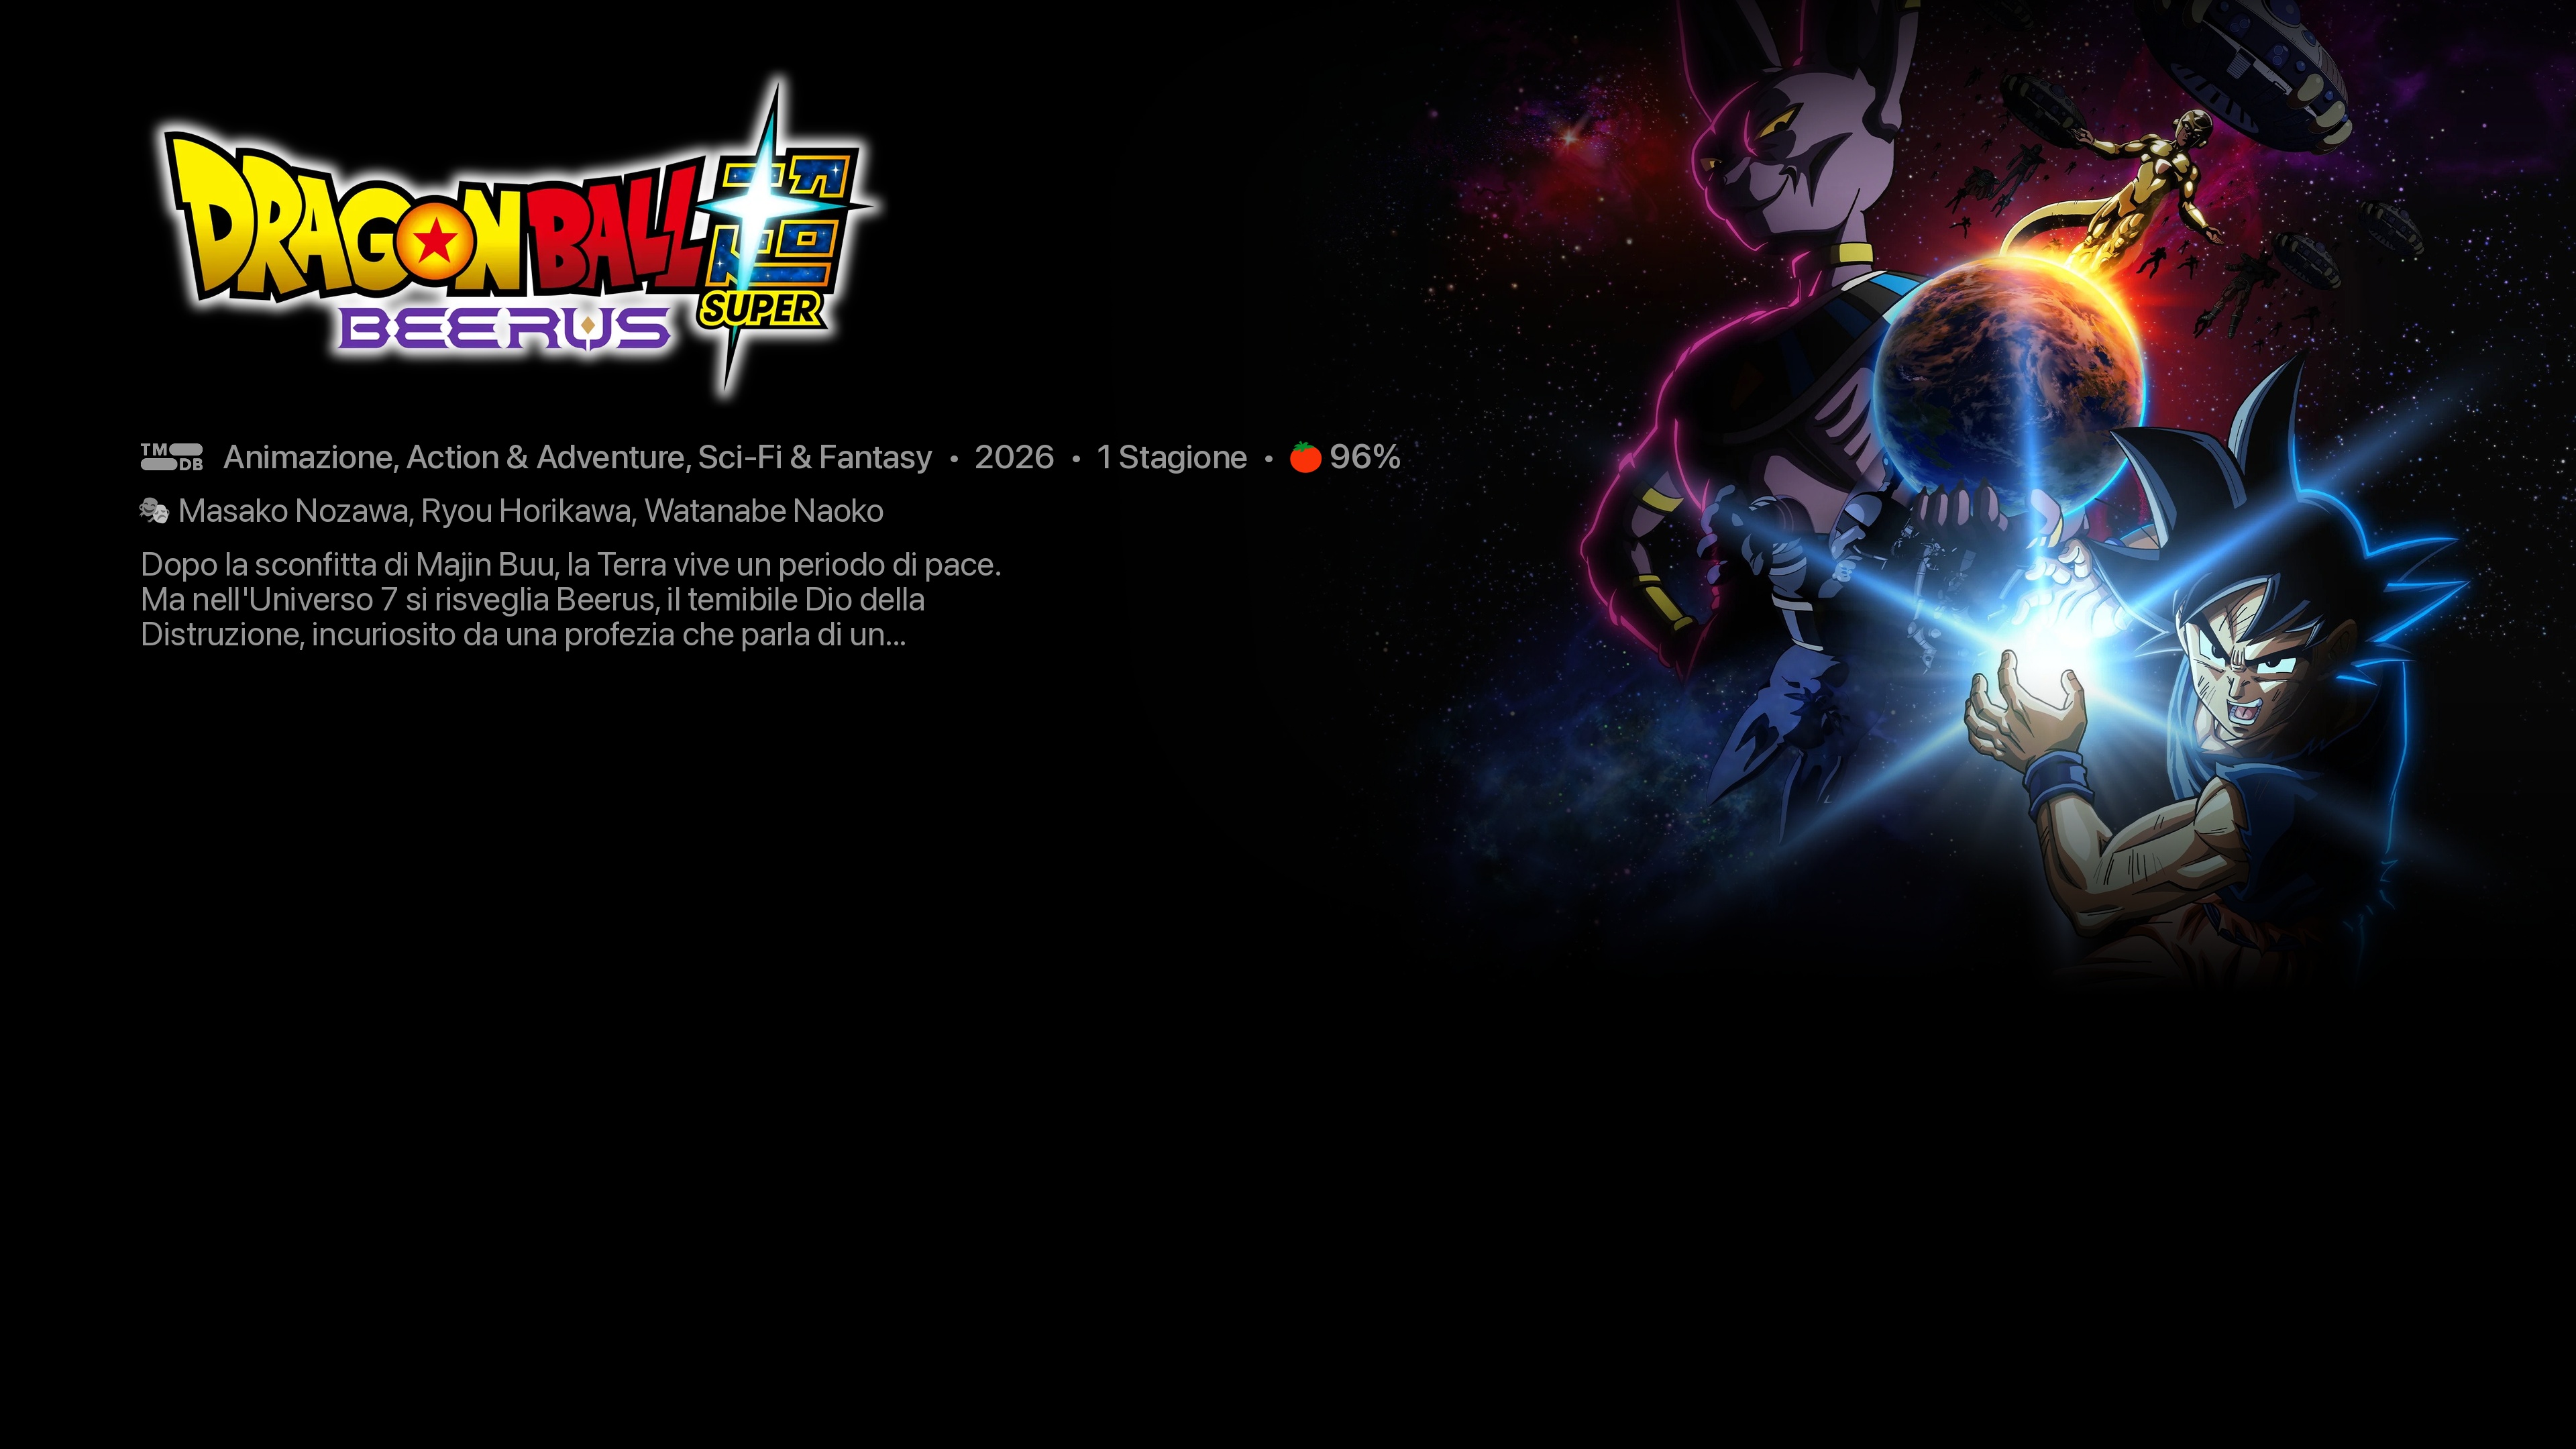 DRAGON BALL 超
SUPER
BEERUS
TMDB Animazione, Action & Adventure, Sci-Fi & Fantasy • 2026 • 1 Stagione • 96%
Masako Nozawa, Ryou Horikawa, Watanabe Naoko
Dopo la sconfitta di Majin Buu, la Terra vive un periodo di pace.
Ma nell'Universo 7 si risveglia Beerus, il temibile Dio della
Distruzione, incuriosito da una profezia che parla di un...